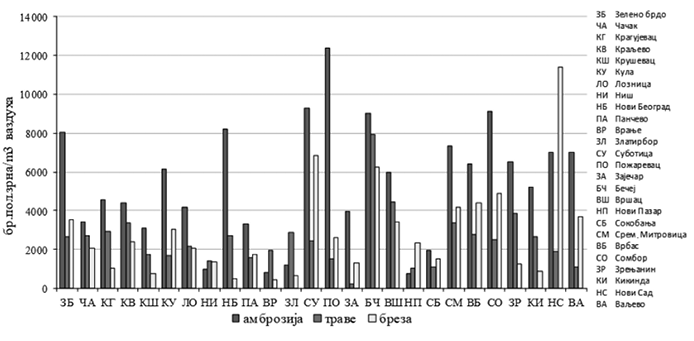 бр.пол.зрна/m3 ваздуха
14000
12000
10000
8000
6000
4000
2000
0
ЗБ ЧА КГ КВ КШ КУ ЛО НИ НБ ПА ВР ЗЛ СУ ПО ЗА БЧ ВШ НП СБ СМ ВБ СО ЗР КИ НС ВА
амброзија траве бреза
ЗБ Зелено брдо
ЧА Чачак
КГ Крагујевац
КВ Краљево
КШ Крушевац
КУ Кула
ЛО Лозница
НИ Ниш
НБ Нови Београд
ПА Панчево
ВР Врање
ЗЛ Златибор
СУ Суботица
ПО Пожаревац
ЗА Зајечар
БЧ Бечеј
ВШ Вршац
НП Нови Пазар
СБ Сокобања
СМ Срем. Митровица
ВБ Врбас
СО Сомбор
ЗР Зрењанин
КИ Кикинда
НС Нови Сад
ВА Ваљево